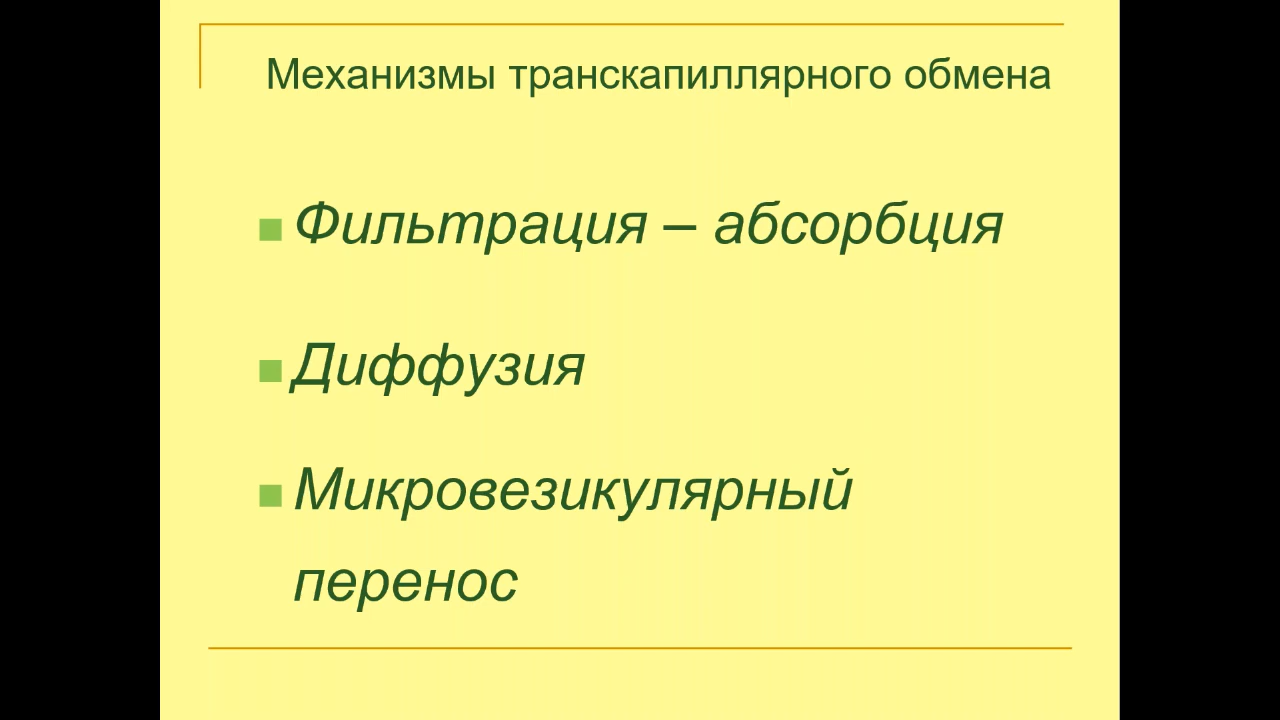 Механизмы транскапиллярного обмена
Фильтрация – абсорбция
Диффузия
Микровезикулярный
перенос